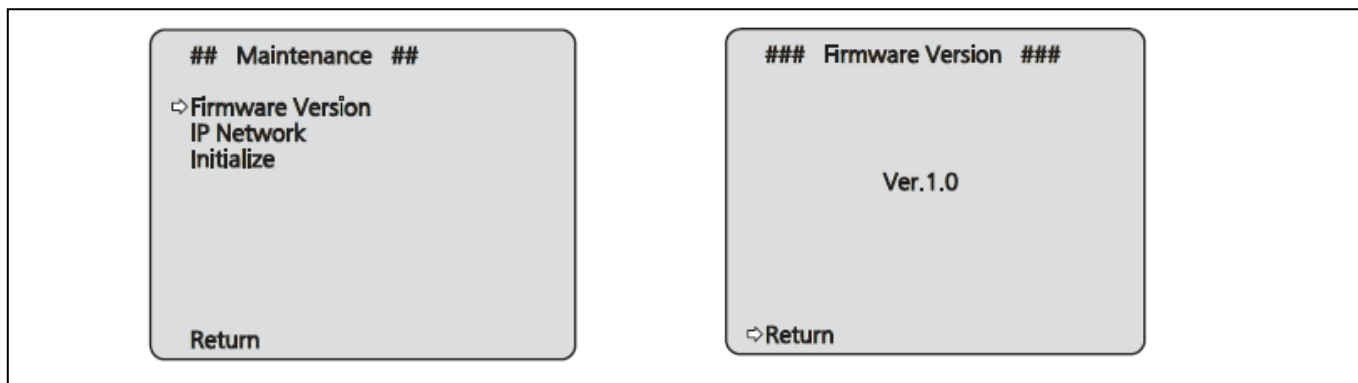 ## Maintenance ##
⇨Firmware Version
IP Network
Initialize
Return
### Firmware Version ###
Ver.1.0
⇨Return